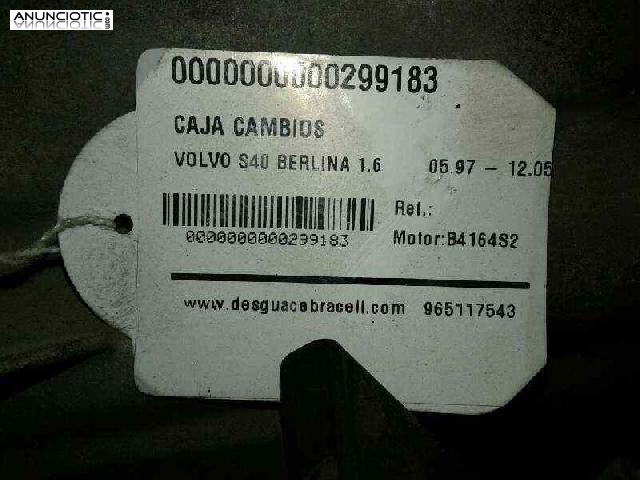 ANUNCIOTIC
0000000000299183
CAJA CAMBIOS
VOLVO S40 BERLINA 1.6 05.97 - 12.05
Ref.:
0000000000299183
Motor:B4164S2
www.desguacebraceli.com 965117543